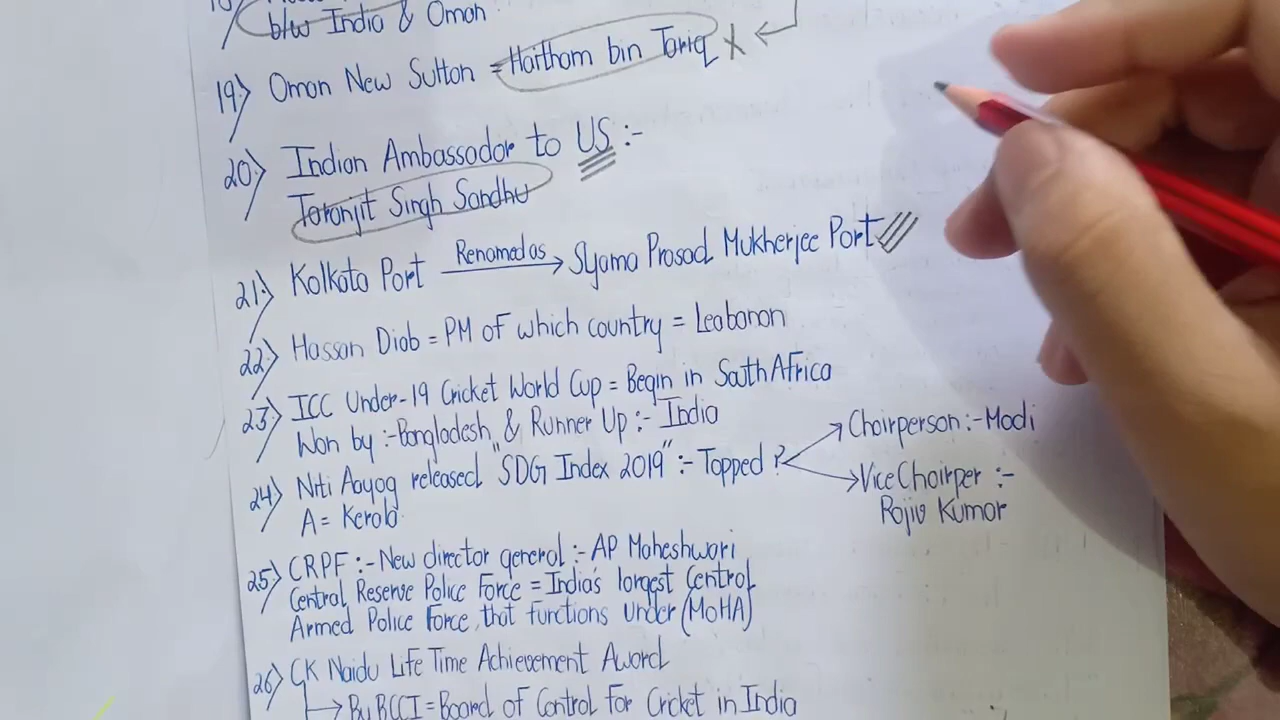 b/w India & Oman
19) Oman New Sultan = Haitham bin Tariq X
20) Indian Ambassador to US :-
Taranjit Singh Sandhu
21) Kolkata Port Renamed as → Syama Prasad Mukherjee Port
22) Hassan Diab = PM of which country = Leabanon
23) ICC Under-19 Cricket World Cup = Begin in South Africa
Won by :- Bangladesh & Runner Up :- India
24) Niti Aayog released "SDG Index 2019" :- Topped ?
A = Kerala
Chairperson :- Modi
Vice Chairper :-
Rajiv Kumar
25) CRPF :- New director general :- AP Maheshwari
Central Reserve Police Force = India's largest Central
Armed Police Force, that functions under (MoHA)
26) CK Naidu Life Time Achievement Award
→ By BCCI = Board of Control for Cricket in India